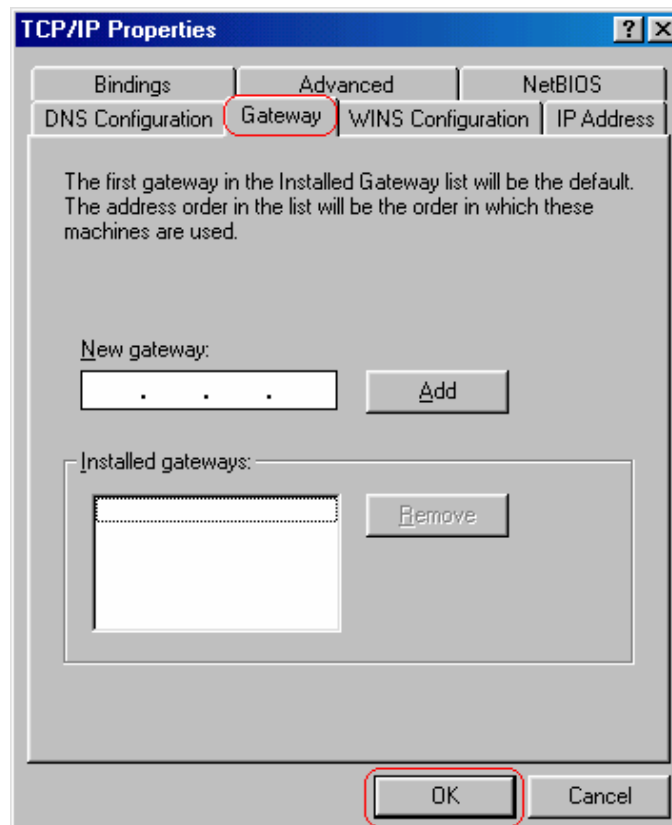 TCP/IP Properties
Bindings
Advanced
NetBIOS
DNS Configuration
Gateway
WINS Configuration
IP Address
The first gateway in the Installed Gateway list will be the default.
The address order in the list will be the order in which these
machines are used.
New gateway:
. . .
Add
Installed gateways:
Remove
OK
Cancel